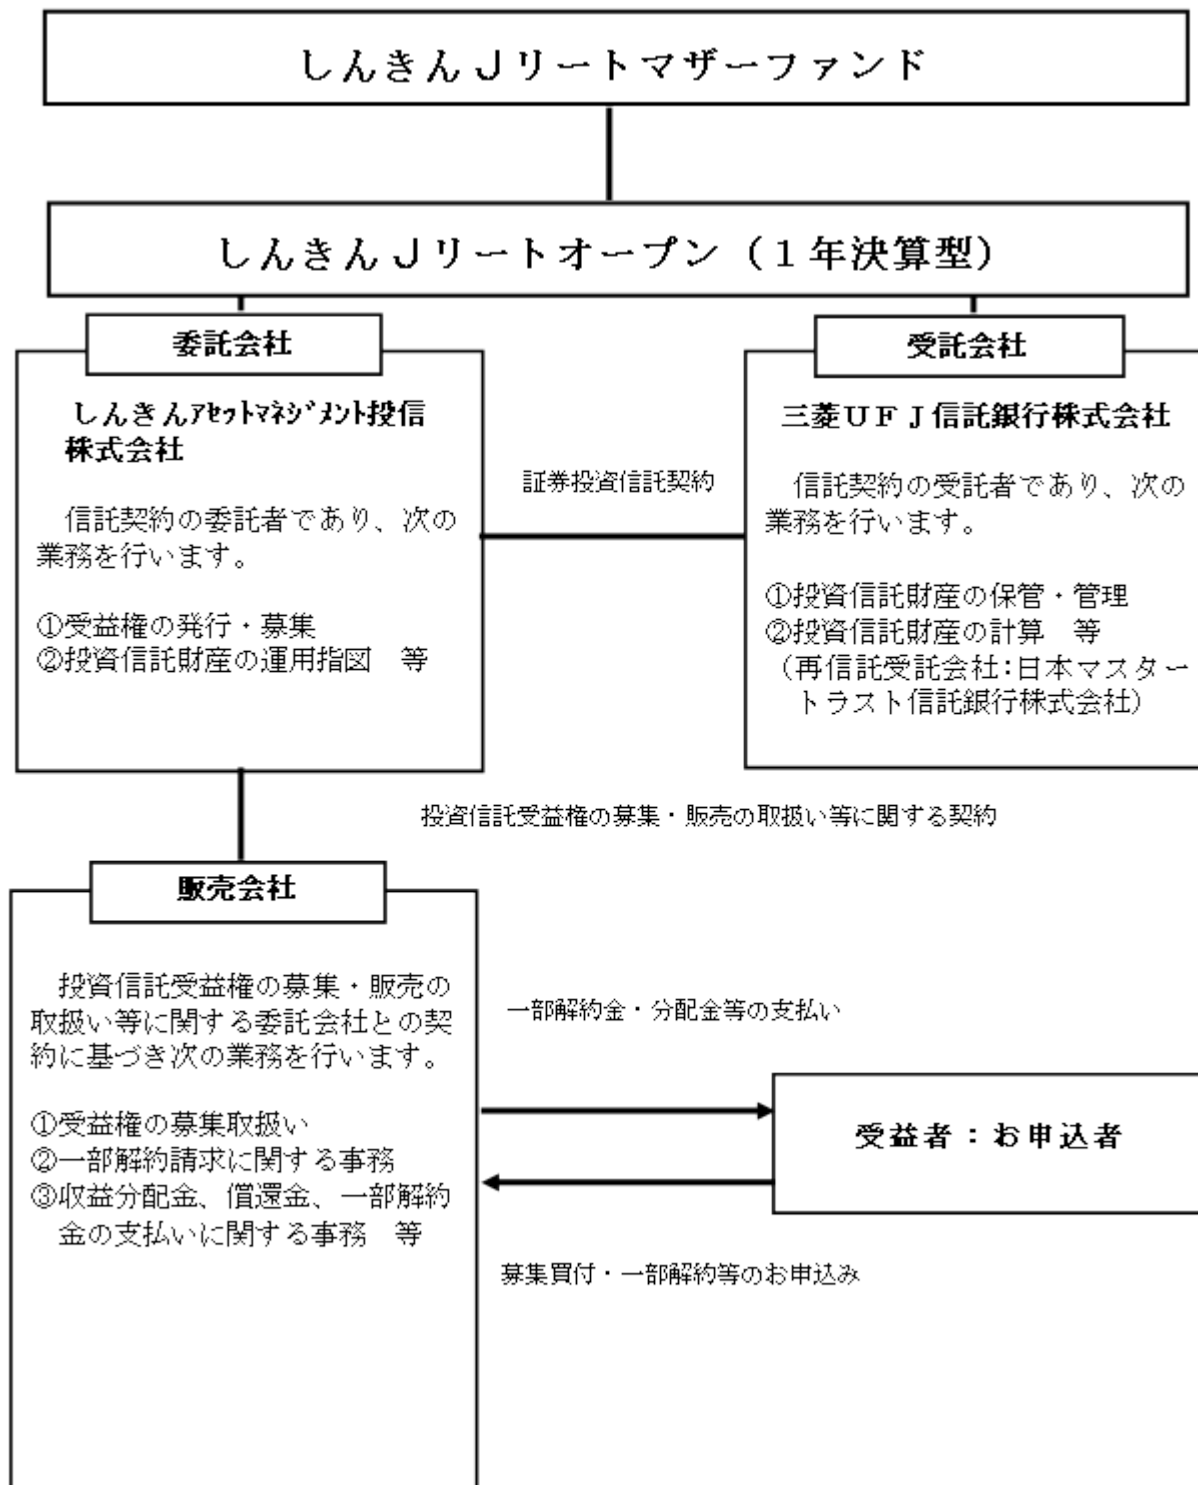 しんきんＪリートマザーファンド
しんきんＪリートオープン（１年決算型）
委託会社
しんきんｱｾｯﾄﾏﾈｼﾞﾒﾝﾄ投信
株式会社
信託契約の委託者であり、次の
業務を行います。
①受益権の発行・募集
②投資信託財産の運用指図　等
証券投資信託契約
受託会社
三菱ＵＦＪ信託銀行株式会社
信託契約の受託者であり、次の
業務を行います。
①投資信託財産の保管・管理
②投資信託財産の計算　等
（再信託受託会社：日本マスター
トラスト信託銀行株式会社）
投資信託受益権の募集・販売の取扱い等に関する契約
販売会社
投資信託受益権の募集・販売の
取扱い等に関する委託会社との契
約に基づき次の業務を行います。
①受益権の募集取扱い
②一部解約請求に関する事務
③収益分配金、償還金、一部解約
金の支払いに関する事務　等
一部解約金・分配金等の支払い
受益者：お申込者
募集買付・一部解約等のお申込み